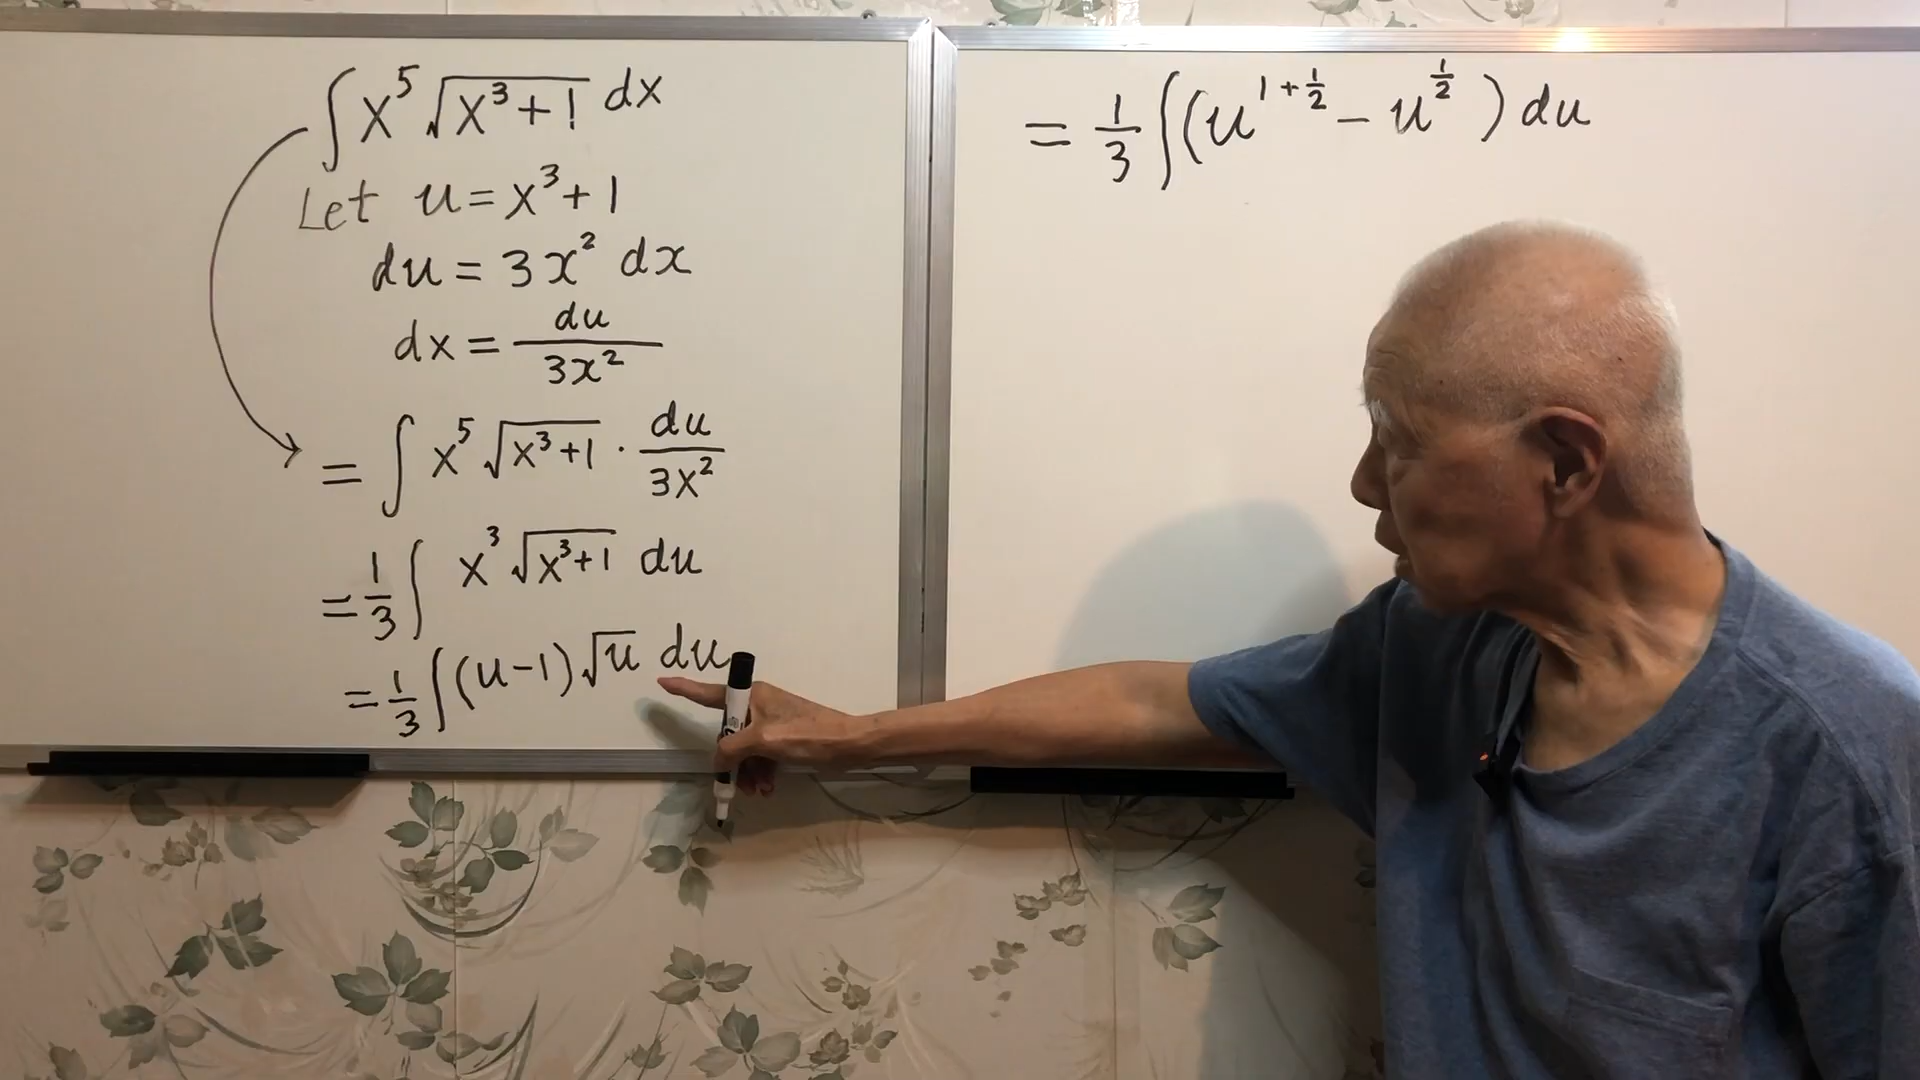 ∫ x⁵ √(x³+1) dx
Let u = x³+1
du = 3x² dx
dx = du/3x²
= ∫ x⁵ √(x³+1) · du/3x²
= 1/3 ∫ x³ √(x³+1) du
= 1/3 ∫ (u-1) √u du
= 1/3 ∫ (u^(1+1/2) - u^(1/2)) du